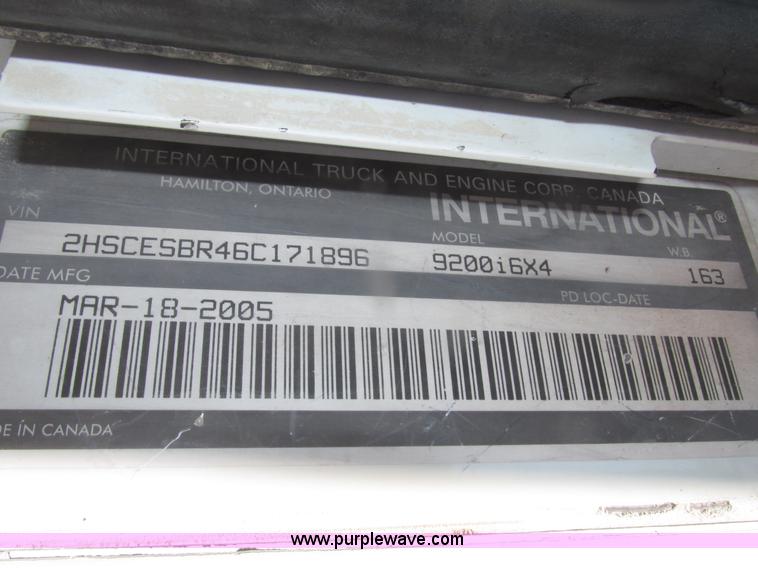 INTERNATIONAL TRUCK AND ENGINE CORP. CANADA
HAMILTON, ONTARIO
INTERNATIONAL®
VIN MODEL W.B.
2HSCESBR46C171896 9200i6X4 163
DATE MFG PD LOC-DATE
MAR-18-2005
DE IN CANADA
www.purplewave.com